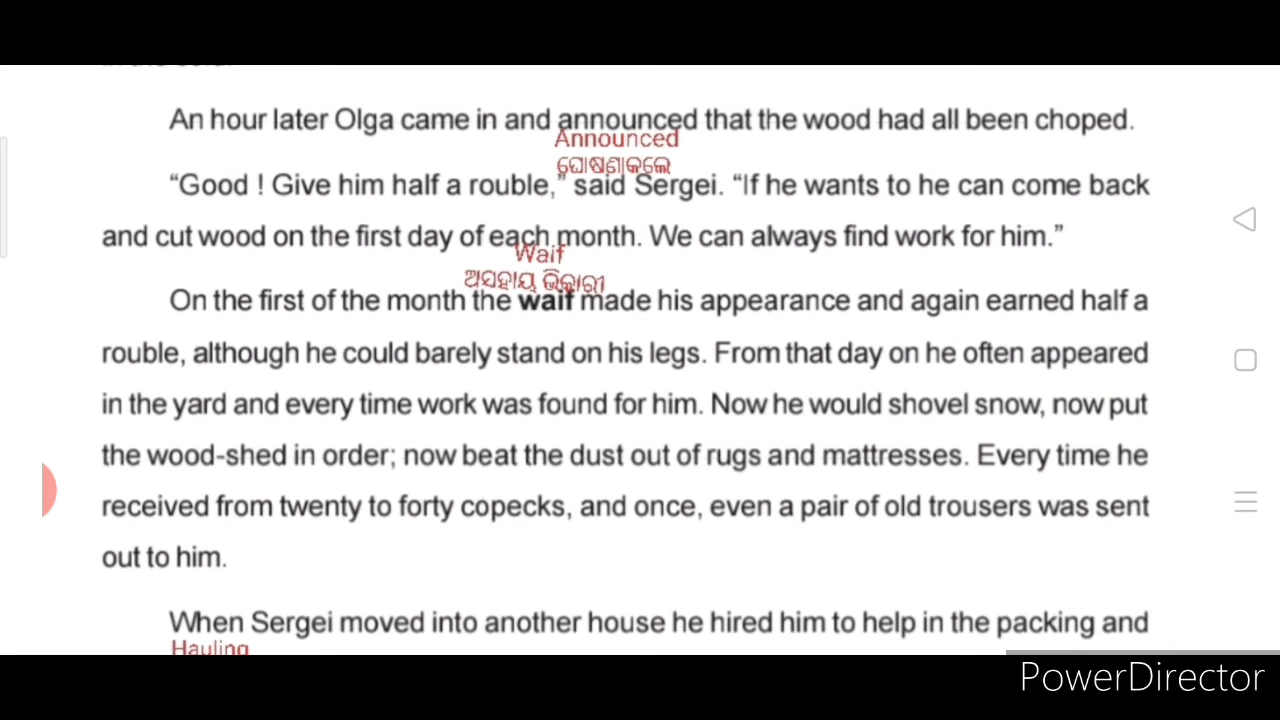 An hour later Olga came in and announced that the wood had all been choped.
Announced
ଘୋଷଣାକଲେ
“Good ! Give him half a rouble,” said Sergei. “If he wants to he can come back
and cut wood on the first day of each month. We can always find work for him.”
Waif
ଅସହାୟ ଭିକାରୀ
On the first of the month the waif made his appearance and again earned half a
rouble, although he could barely stand on his legs. From that day on he often appeared
in the yard and every time work was found for him. Now he would shovel snow, now put
the wood-shed in order; now beat the dust out of rugs and mattresses. Every time he
received from twenty to forty copecks, and once, even a pair of old trousers was sent
out to him.
When Sergei moved into another house he hired him to help in the packing and
Hauling
PowerDirector